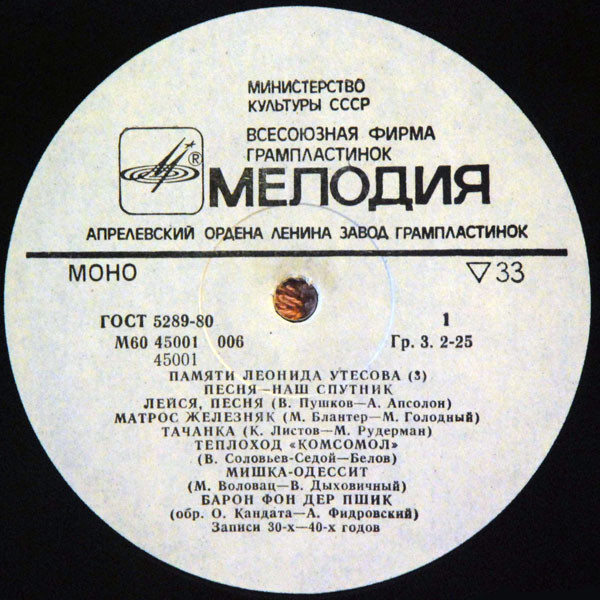 МИНИСТЕРСТВО
КУЛЬТУРЫ СССР
ВСЕСОЮЗНАЯ ФИРМА
ГРАМПЛАСТИНОК
®
МЕЛОДИЯ
АПРЕЛЕВСКИЙ ОРДЕНА ЛЕНИНА ЗАВОД ГРАМПЛАСТИНОК
МОНО ▽33
ГОСТ 5289-80 1
М60 45001 006 Гр. 3. 2-25
45001
ПАМЯТИ ЛЕОНИДА УТЕСОВА (3)
ПЕСНЯ—НАШ СПУТНИК
ЛЕЙСЯ, ПЕСНЯ (В. Пушков—А. Апсолон)
МАТРОС ЖЕЛЕЗНЯК (М. Блантер—М. Голодный)
ТАЧАНКА (К. Листов—М. Рудерман)
ТЕПЛОХОД «КОМСОМОЛ»
(В. Соловьев-Седой—Белов)
МИШКА-ОДЕССИТ
(М. Воловац—В. Дыховичный)
БАРОН ФОН ДЕР ПШИК
(обр. О. Кандата—А. Фидровский)
Записи 30-х—40-х годов